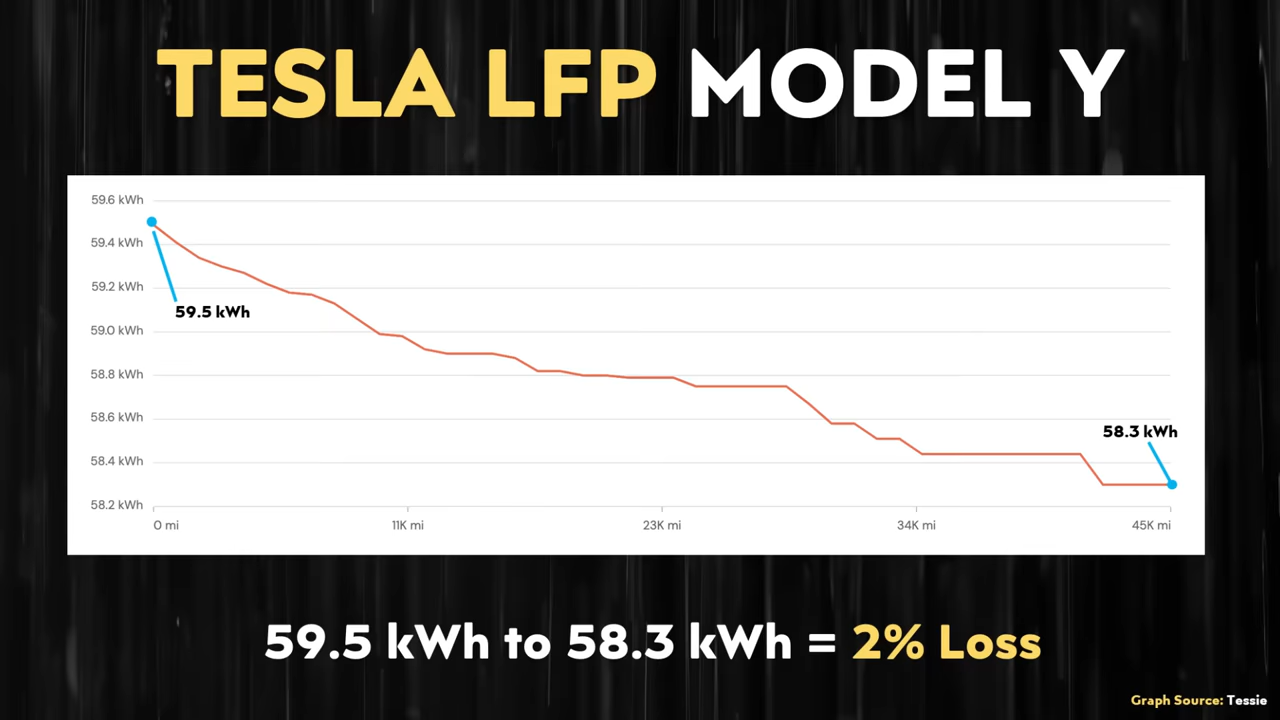 TESLA LFP MODEL Y
59.6 kWh
59.4 kWh
59.2 kWh
59.5 kWh
59.0 kWh
58.8 kWh
58.6 kWh
58.3 kWh
58.4 kWh
58.2 kWh
0 mi 11K mi 23K mi 34K mi 45K mi
59.5 kWh to 58.3 kWh = 2% Loss
Graph Source: Tessie